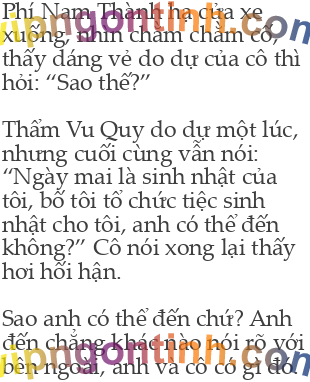 Phí Nam Thành hạ cửa xe
xuống, nhìn chằm chằm cô,
thấy dáng vẻ do dự của cô thì
hỏi: “Sao thế?”
Thẩm Vu Quy do dự một lúc,
nhưng cuối cùng vẫn nói:
“Ngày mai là sinh nhật của
tôi, bố tôi tổ chức tiệc sinh
nhật cho tôi, anh có thể đến
không?” Cô nói xong lại thấy
hơi hối hận.
Sao anh có thể đến chứ? Anh
đến chẳng khác nào nói rõ với
bên ngoài, anh và cô có gì đó
vipngontinh.com
vipngontinh.com